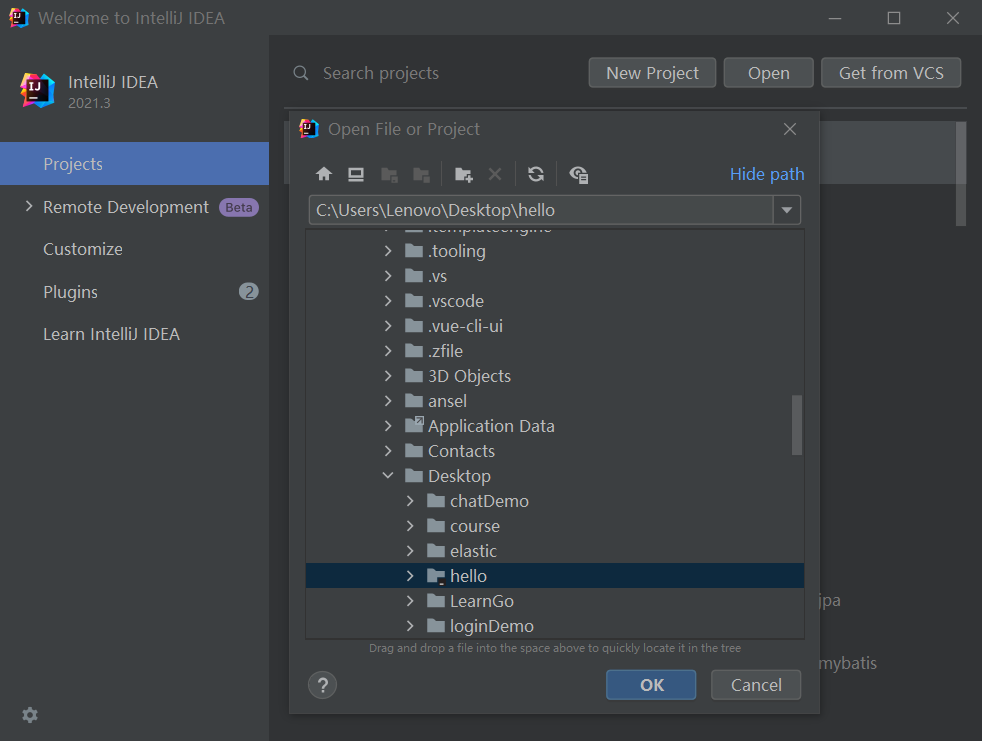 Welcome to IntelliJ IDEA
IntelliJ IDEA
2021.3
Search projects
New Project
Open
Get from VCS
Projects
Remote Development Beta
Customize
Plugins 2
Learn IntelliJ IDEA
Open File or Project
Hide path
C:\Users\Lenovo\Desktop\hello
.templateengine
.tooling
.vs
.vscode
.vue-cli-ui
.zfile
3D Objects
ansel
Application Data
Contacts
Desktop
chatDemo
course
elastic
hello
LearnGo
loginDemo
Drag and drop a file into the space above to quickly locate it in the tree
?
OK
Cancel
jpa
mybatis